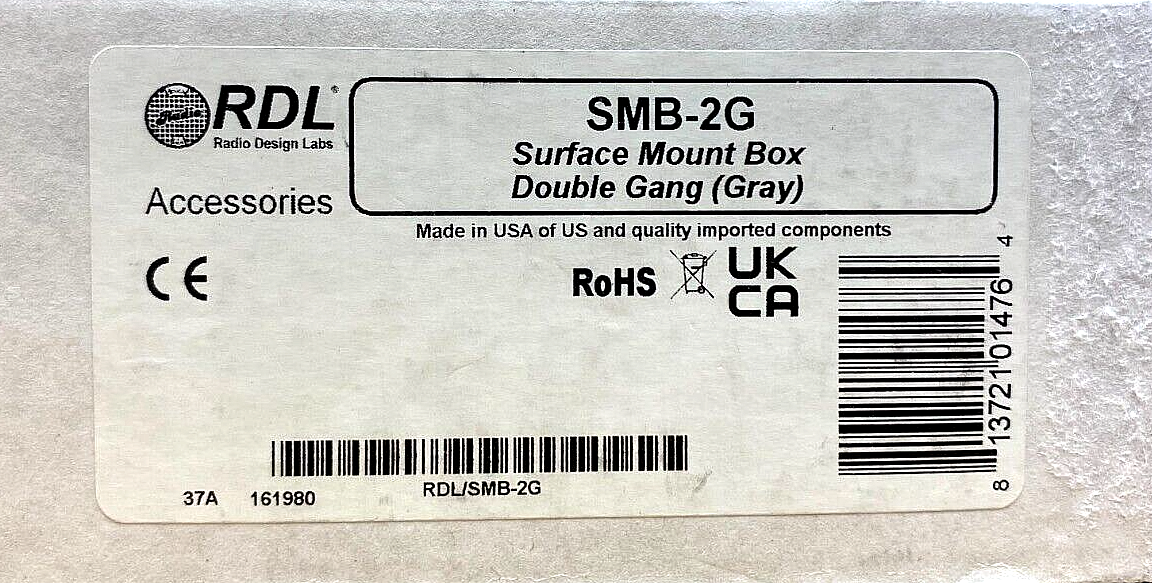 Radio
RDL®
Radio Design Labs
Accessories
SMB-2G
Surface Mount Box
Double Gang (Gray)
Made in USA of US and quality imported components
CE
RoHS
UK
CA
8 13721 01476 4
RDL/SMB-2G
37A 161980